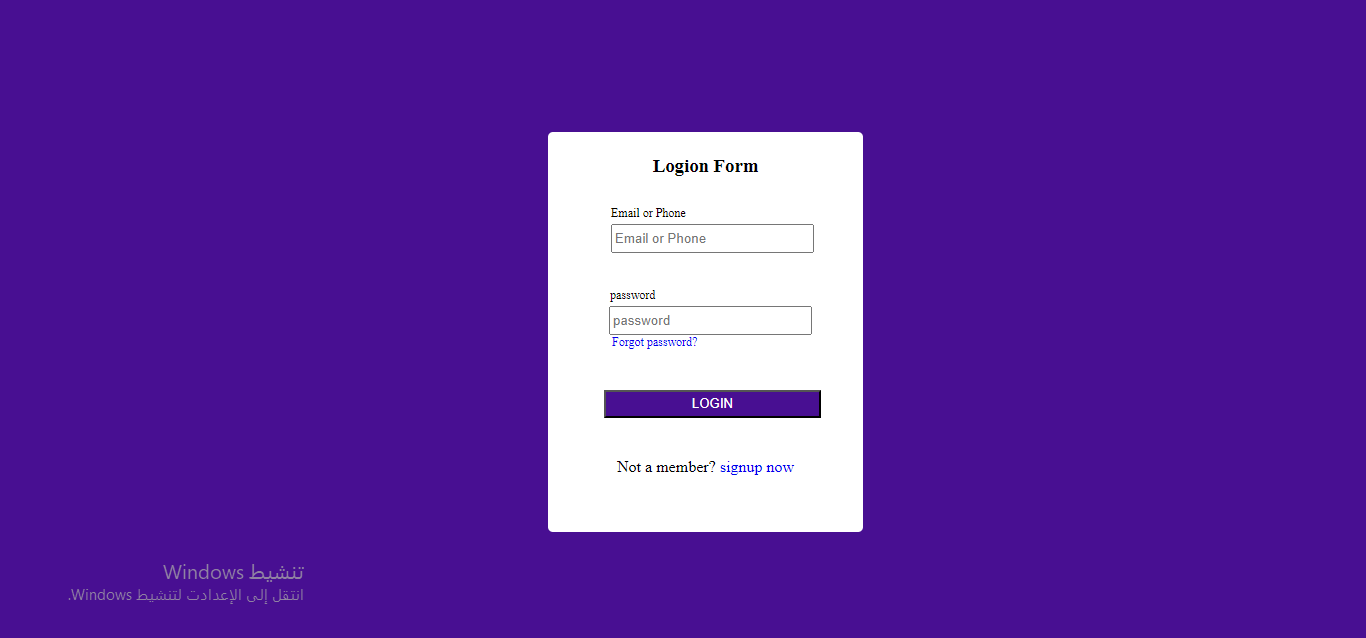 Logion Form
Email or Phone
Email or Phone
password
password
Forgot password?
LOGIN
Not a member? signup now
تنشيط Windows
انتقل إلى الإعدادت لتنشيط Windows.